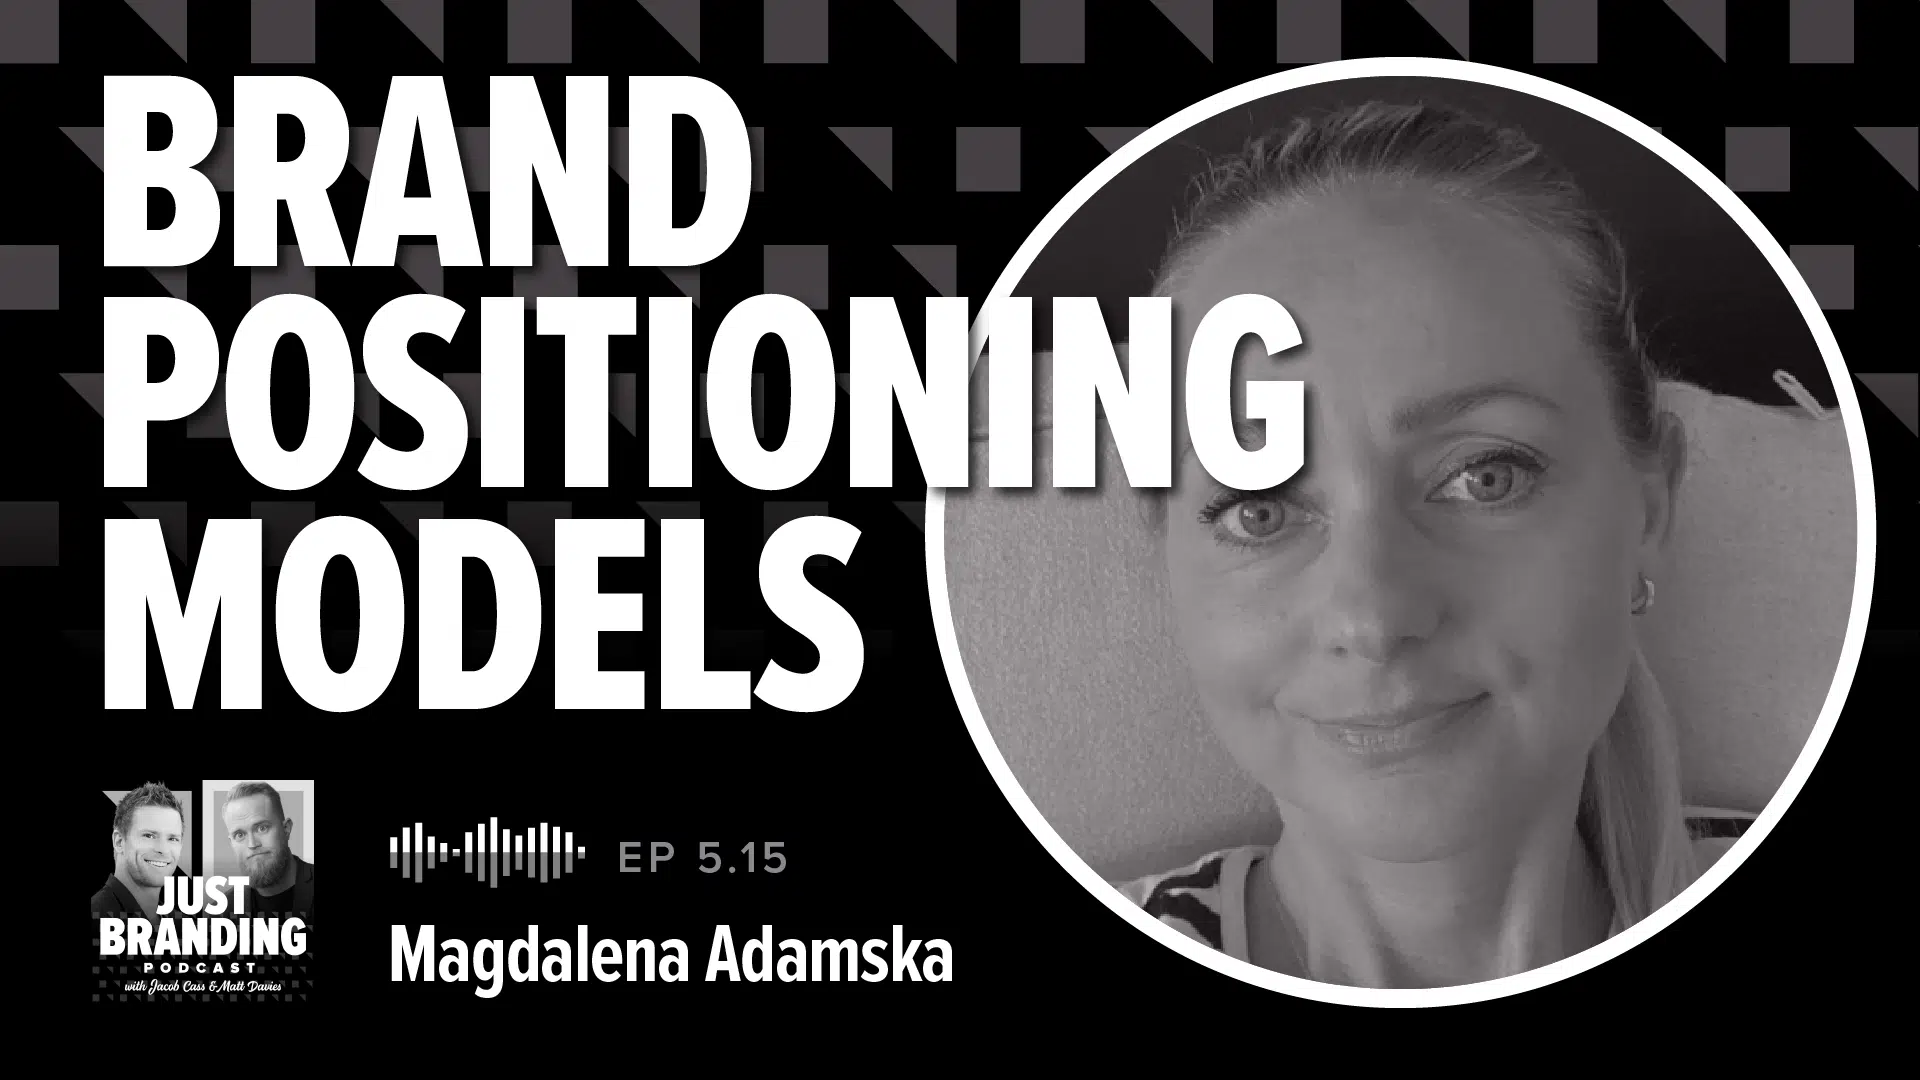 BRAND
POSITIONING
MODELS
EP 5.15
Magdalena Adamska
JUST
BRANDING
PODCAST
with Jacob Cass & Matt Davies